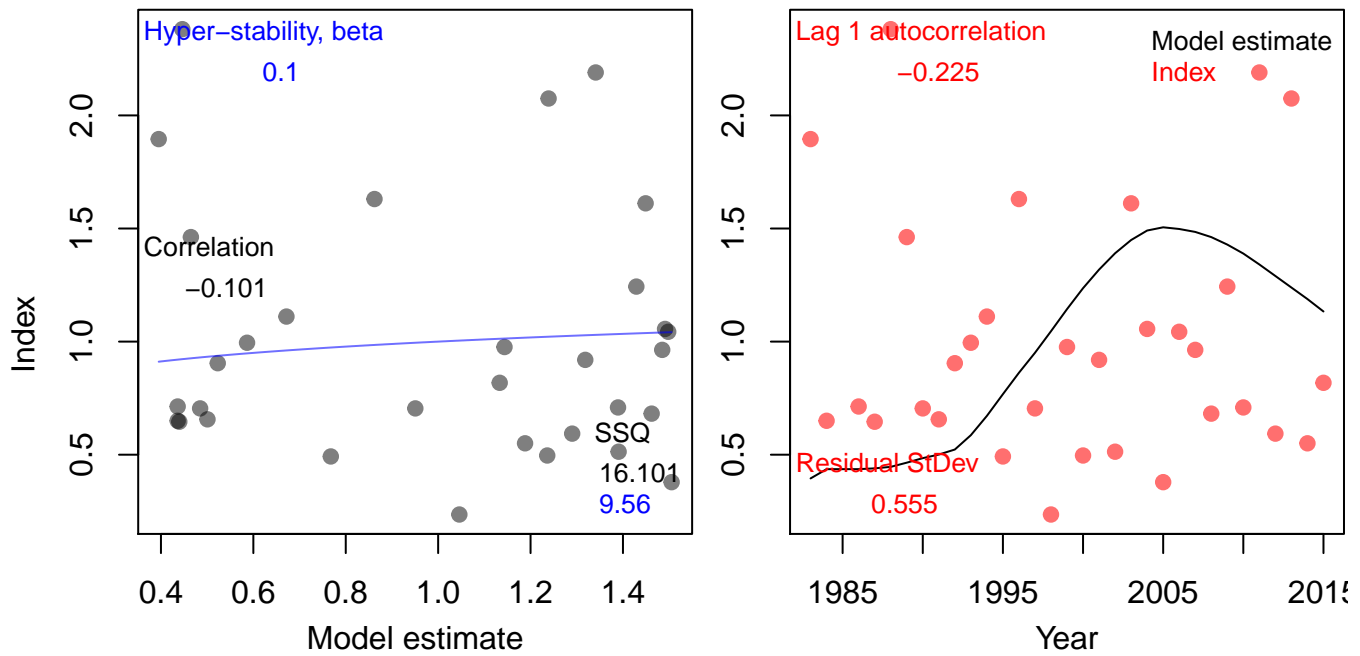 Hyper−stability, beta
0.1
Correlation
−0.101
SSQ
16.101
9.56
Index
0.5
1.0
1.5
2.0
0.4
0.6
0.8
1.0
1.2
1.4
Model estimate
Lag 1 autocorrelation
−0.225
Model estimate
Index
Residual StDev
0.555
0.5
1.0
1.5
2.0
1985
1995
2005
2015
Year